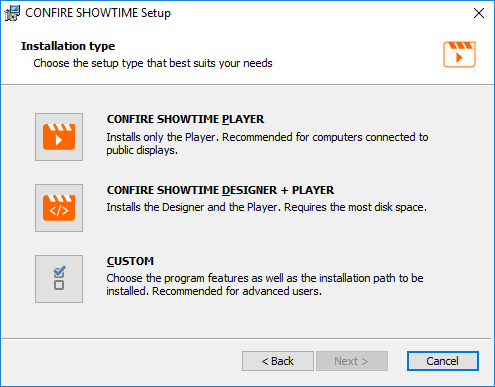 CONFIRE SHOWTIME Setup
Installation type
Choose the setup type that best suits your needs
CONFIRE SHOWTIME PLAYER
Installs only the Player. Recommended for computers connected to
public displays.
CONFIRE SHOWTIME DESIGNER + PLAYER
Installs the Designer and the Player. Requires the most disk space.
CUSTOM
Choose the program features as well as the installation path to be
installed. Recommended for advanced users.
< Back Next > Cancel